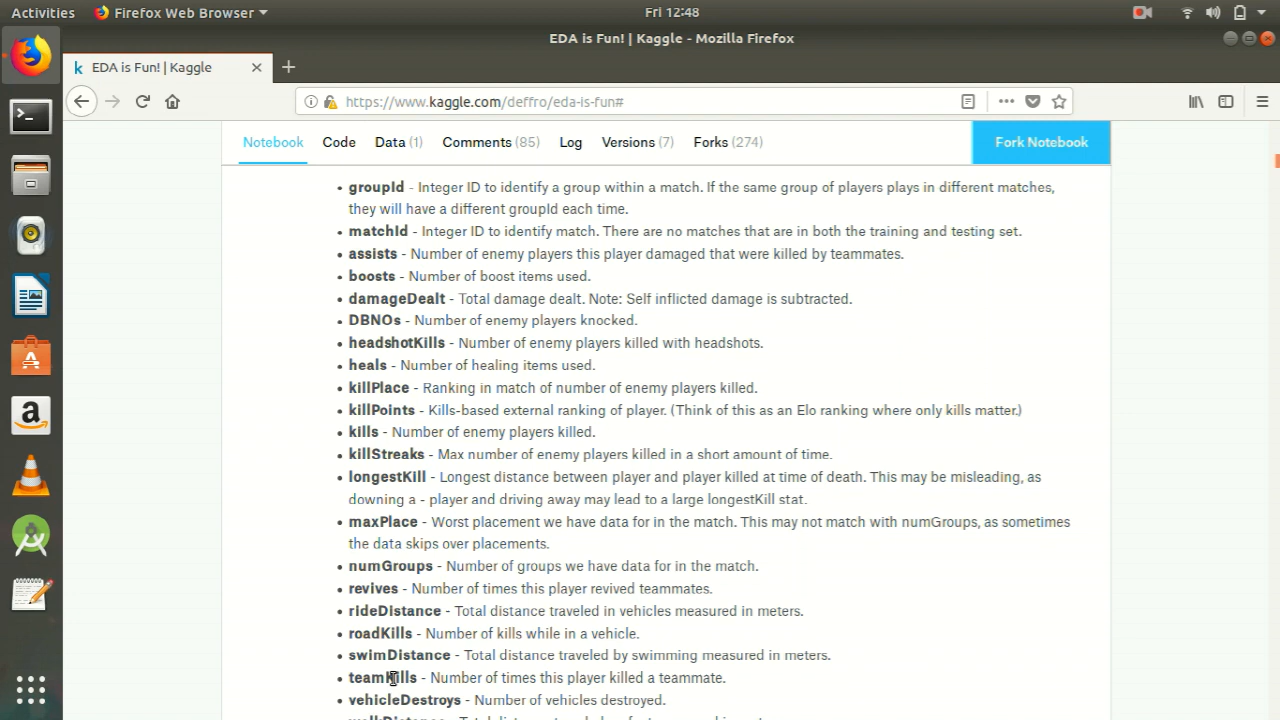 Activities Firefox Web Browser Fri 12:48
EDA is Fun! | Kaggle - Mozilla Firefox
k EDA is Fun! | Kaggle
https://www.kaggle.com/deffro/eda-is-fun#
Notebook Code Data (1) Comments (85) Log Versions (7) Forks (274) Fork Notebook
• groupId - Integer ID to identify a group within a match. If the same group of players plays in different matches,
they will have a different groupId each time.
• matchId - Integer ID to identify match. There are no matches that are in both the training and testing set.
• assists - Number of enemy players this player damaged that were killed by teammates.
• boosts - Number of boost items used.
• damageDealt - Total damage dealt. Note: Self inflicted damage is subtracted.
• DBNOs - Number of enemy players knocked.
• headshotKills - Number of enemy players killed with headshots.
• heals - Number of healing items used.
• killPlace - Ranking in match of number of enemy players killed.
• killPoints - Kills-based external ranking of player. (Think of this as an Elo ranking where only kills matter.)
• kills - Number of enemy players killed.
• killStreaks - Max number of enemy players killed in a short amount of time.
• longestKill - Longest distance between player and player killed at time of death. This may be misleading, as
downing a - player and driving away may lead to a large longestKill stat.
• maxPlace - Worst placement we have data for in the match. This may not match with numGroups, as sometimes
the data skips over placements.
• numGroups - Number of groups we have data for in the match.
• revives - Number of times this player revived teammates.
• rideDistance - Total distance traveled in vehicles measured in meters.
• roadKills - Number of kills while in a vehicle.
• swimDistance - Total distance traveled by swimming measured in meters.
• teamKills - Number of times this player killed a teammate.
• vehicleDestroys - Number of vehicles destroyed.